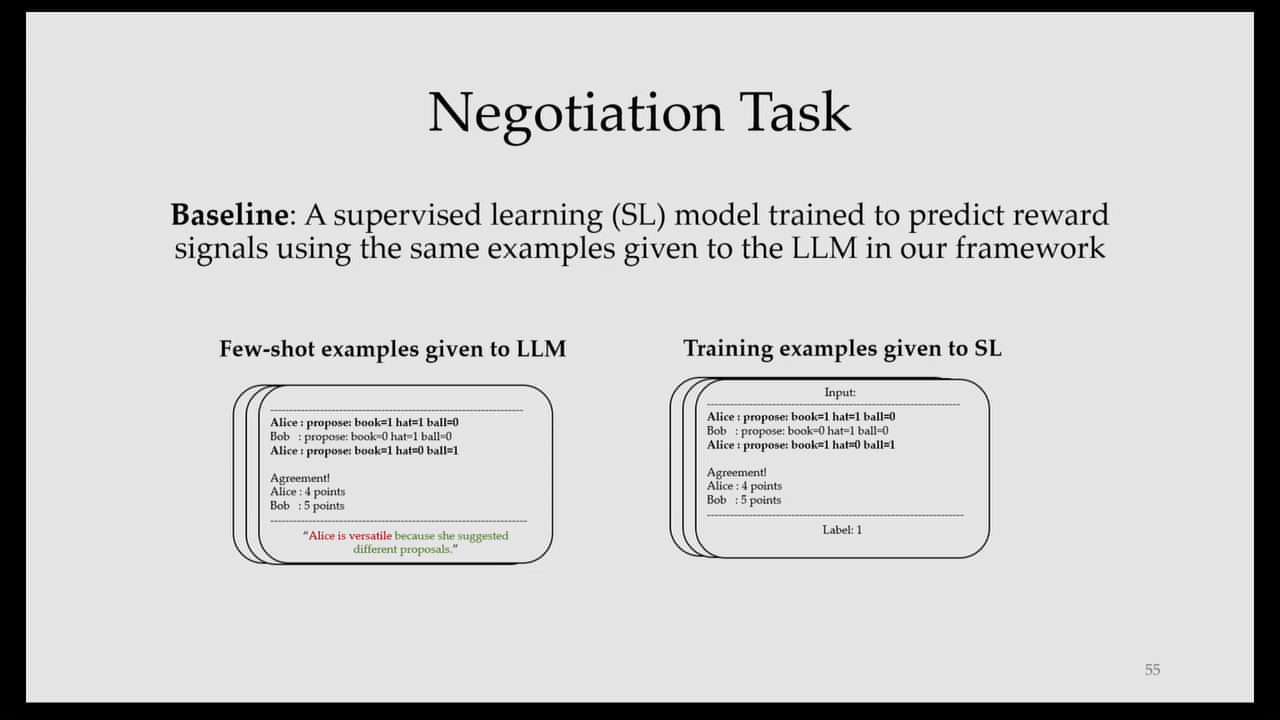 Negotiation Task
Baseline: A supervised learning (SL) model trained to predict reward
signals using the same examples given to the LLM in our framework
Few-shot examples given to LLM
--------------------------------------------------------------------------------
Alice : propose: book=1 hat=1 ball=0
Bob : propose: book=0 hat=1 ball=0
Alice : propose: book=1 hat=0 ball=1
Agreement!
Alice : 4 points
Bob : 5 points
--------------------------------------------------------------------------------
“Alice is versatile because she suggested
different proposals.”
Training examples given to SL
Input:
--------------------------------------------------------------------------------
Alice : propose: book=1 hat=1 ball=0
Bob : propose: book=0 hat=1 ball=0
Alice : propose: book=1 hat=0 ball=1
Agreement!
Alice : 4 points
Bob : 5 points
--------------------------------------------------------------------------------
Label: 1
55